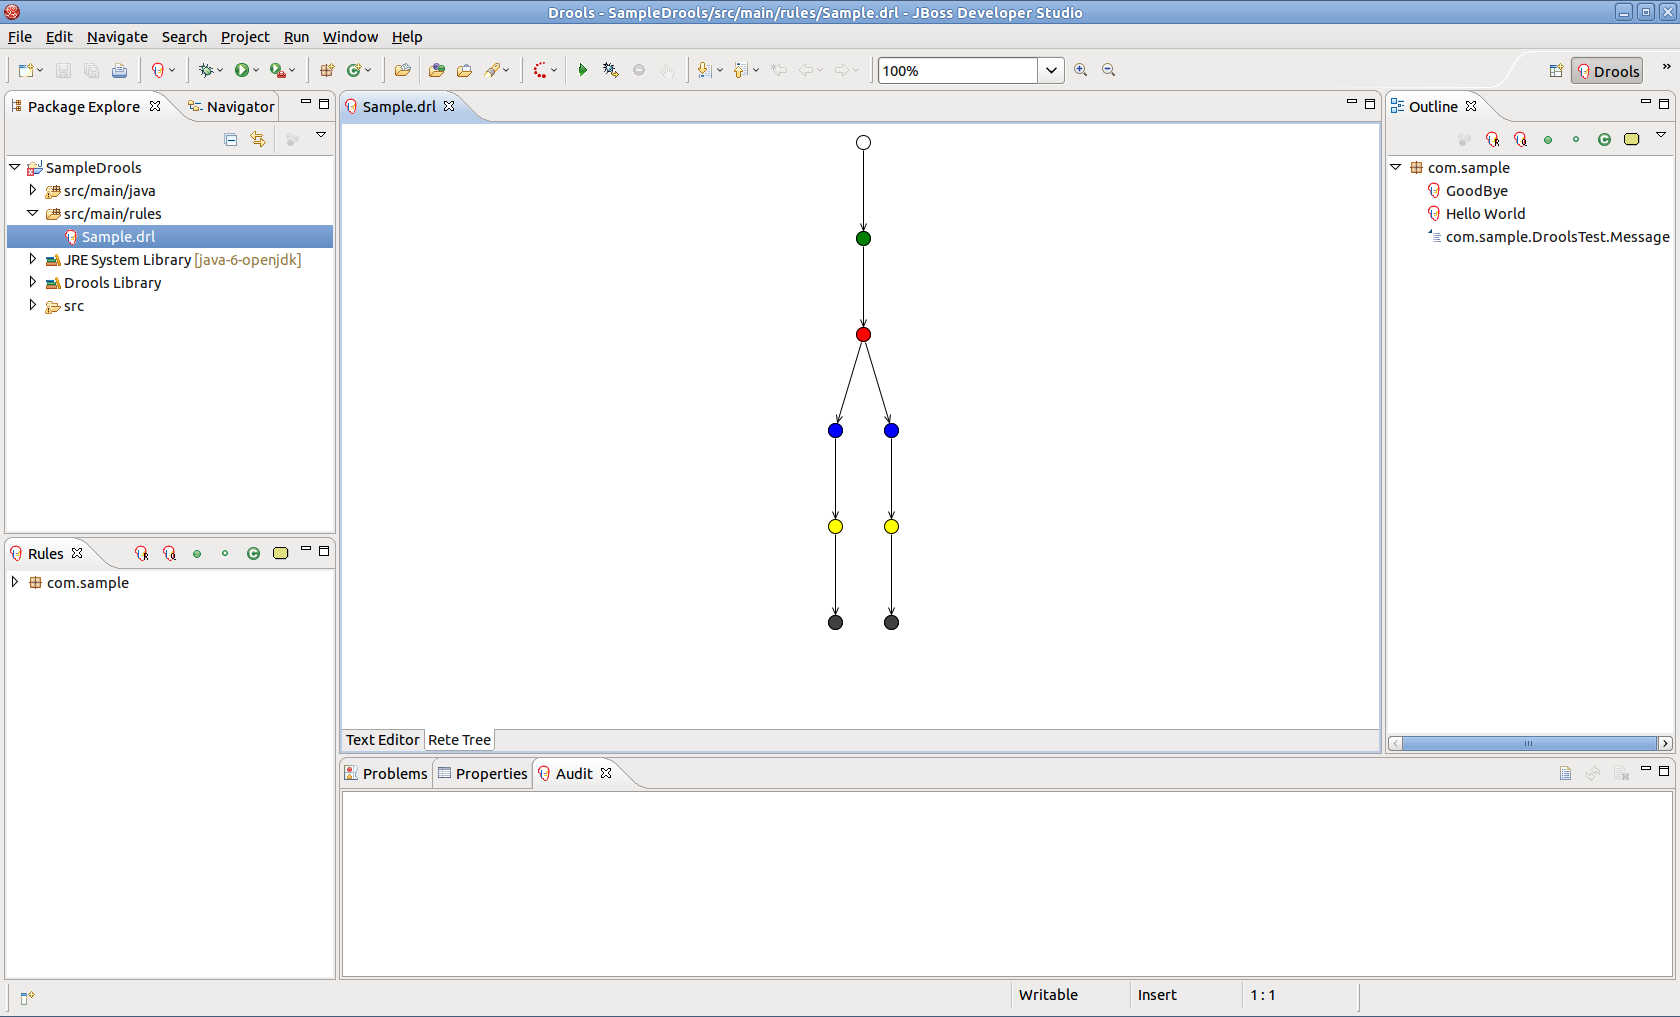 Drools - SampleDrools/src/main/rules/Sample.drl - JBoss Developer Studio
File Edit Navigate Search Project Run Window Help
100%
Drools
»
Package Explore
Navigator
SampleDrools
src/main/java
src/main/rules
Sample.drl
JRE System Library [java-6-openjdk]
Drools Library
src
Rules
com.sample
Sample.drl
Text Editor Rete Tree
Outline
com.sample
GoodBye
Hello World
com.sample.DroolsTest.Message
Problems Properties Audit
Writable Insert 1 : 1